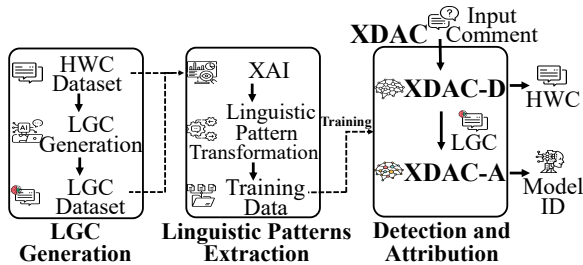 HWC
Dataset
LGC
Generation
AI
LGC
Dataset
LGC
Generation
XAI
Linguistic
Pattern
Transformation
Training
Data
Linguistic Patterns
Extraction
Training
XDAC
Input
Comment
XDAC-D
HWC
LGC
XDAC-A
Model
ID
Detection and
Attribution